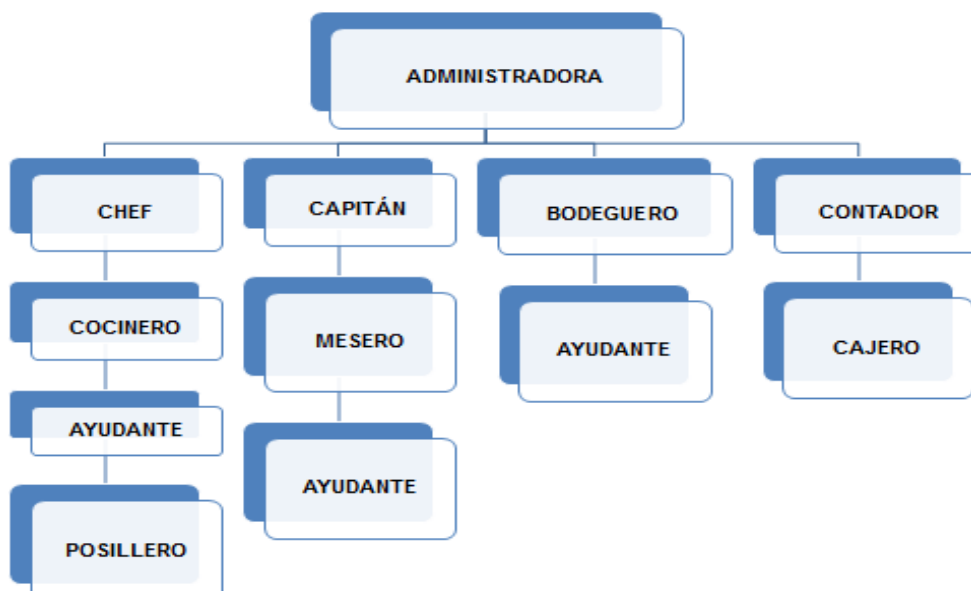 ADMINISTRADORA
CHEF
CAPITÁN
BODEGUERO
CONTADOR
COCINERO
MESERO
AYUDANTE
CAJERO
AYUDANTE
AYUDANTE
POSILLERO